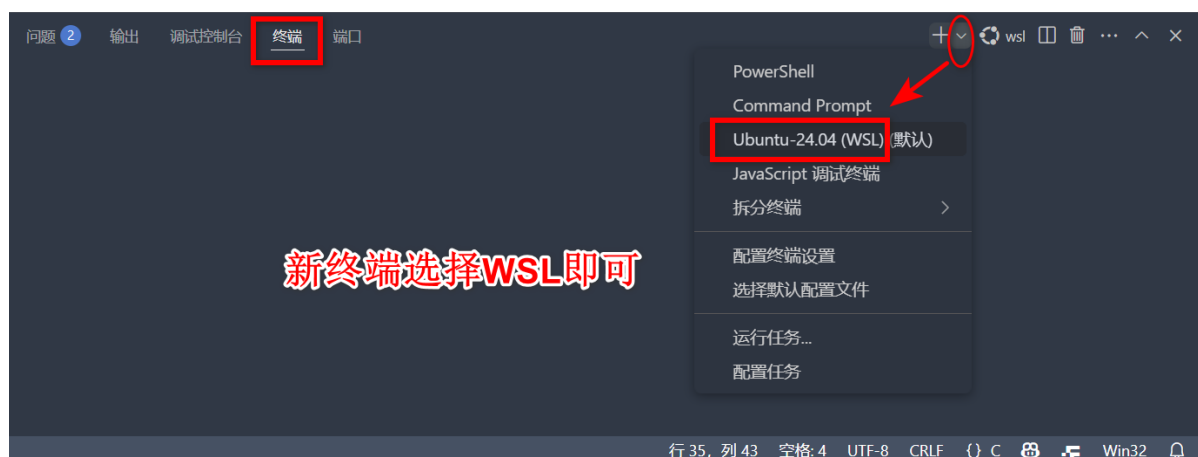 问题 2 输出 调试控制台 终端 端口 wsl
PowerShell
Command Prompt
Ubuntu-24.04 (WSL) (默认)
JavaScript 调试终端
拆分终端
新终端选择WSL即可
配置终端设置
选择默认配置文件
运行任务...
配置任务
行 35，列 43 空格: 4 UTF-8 CRLF {} C Win32